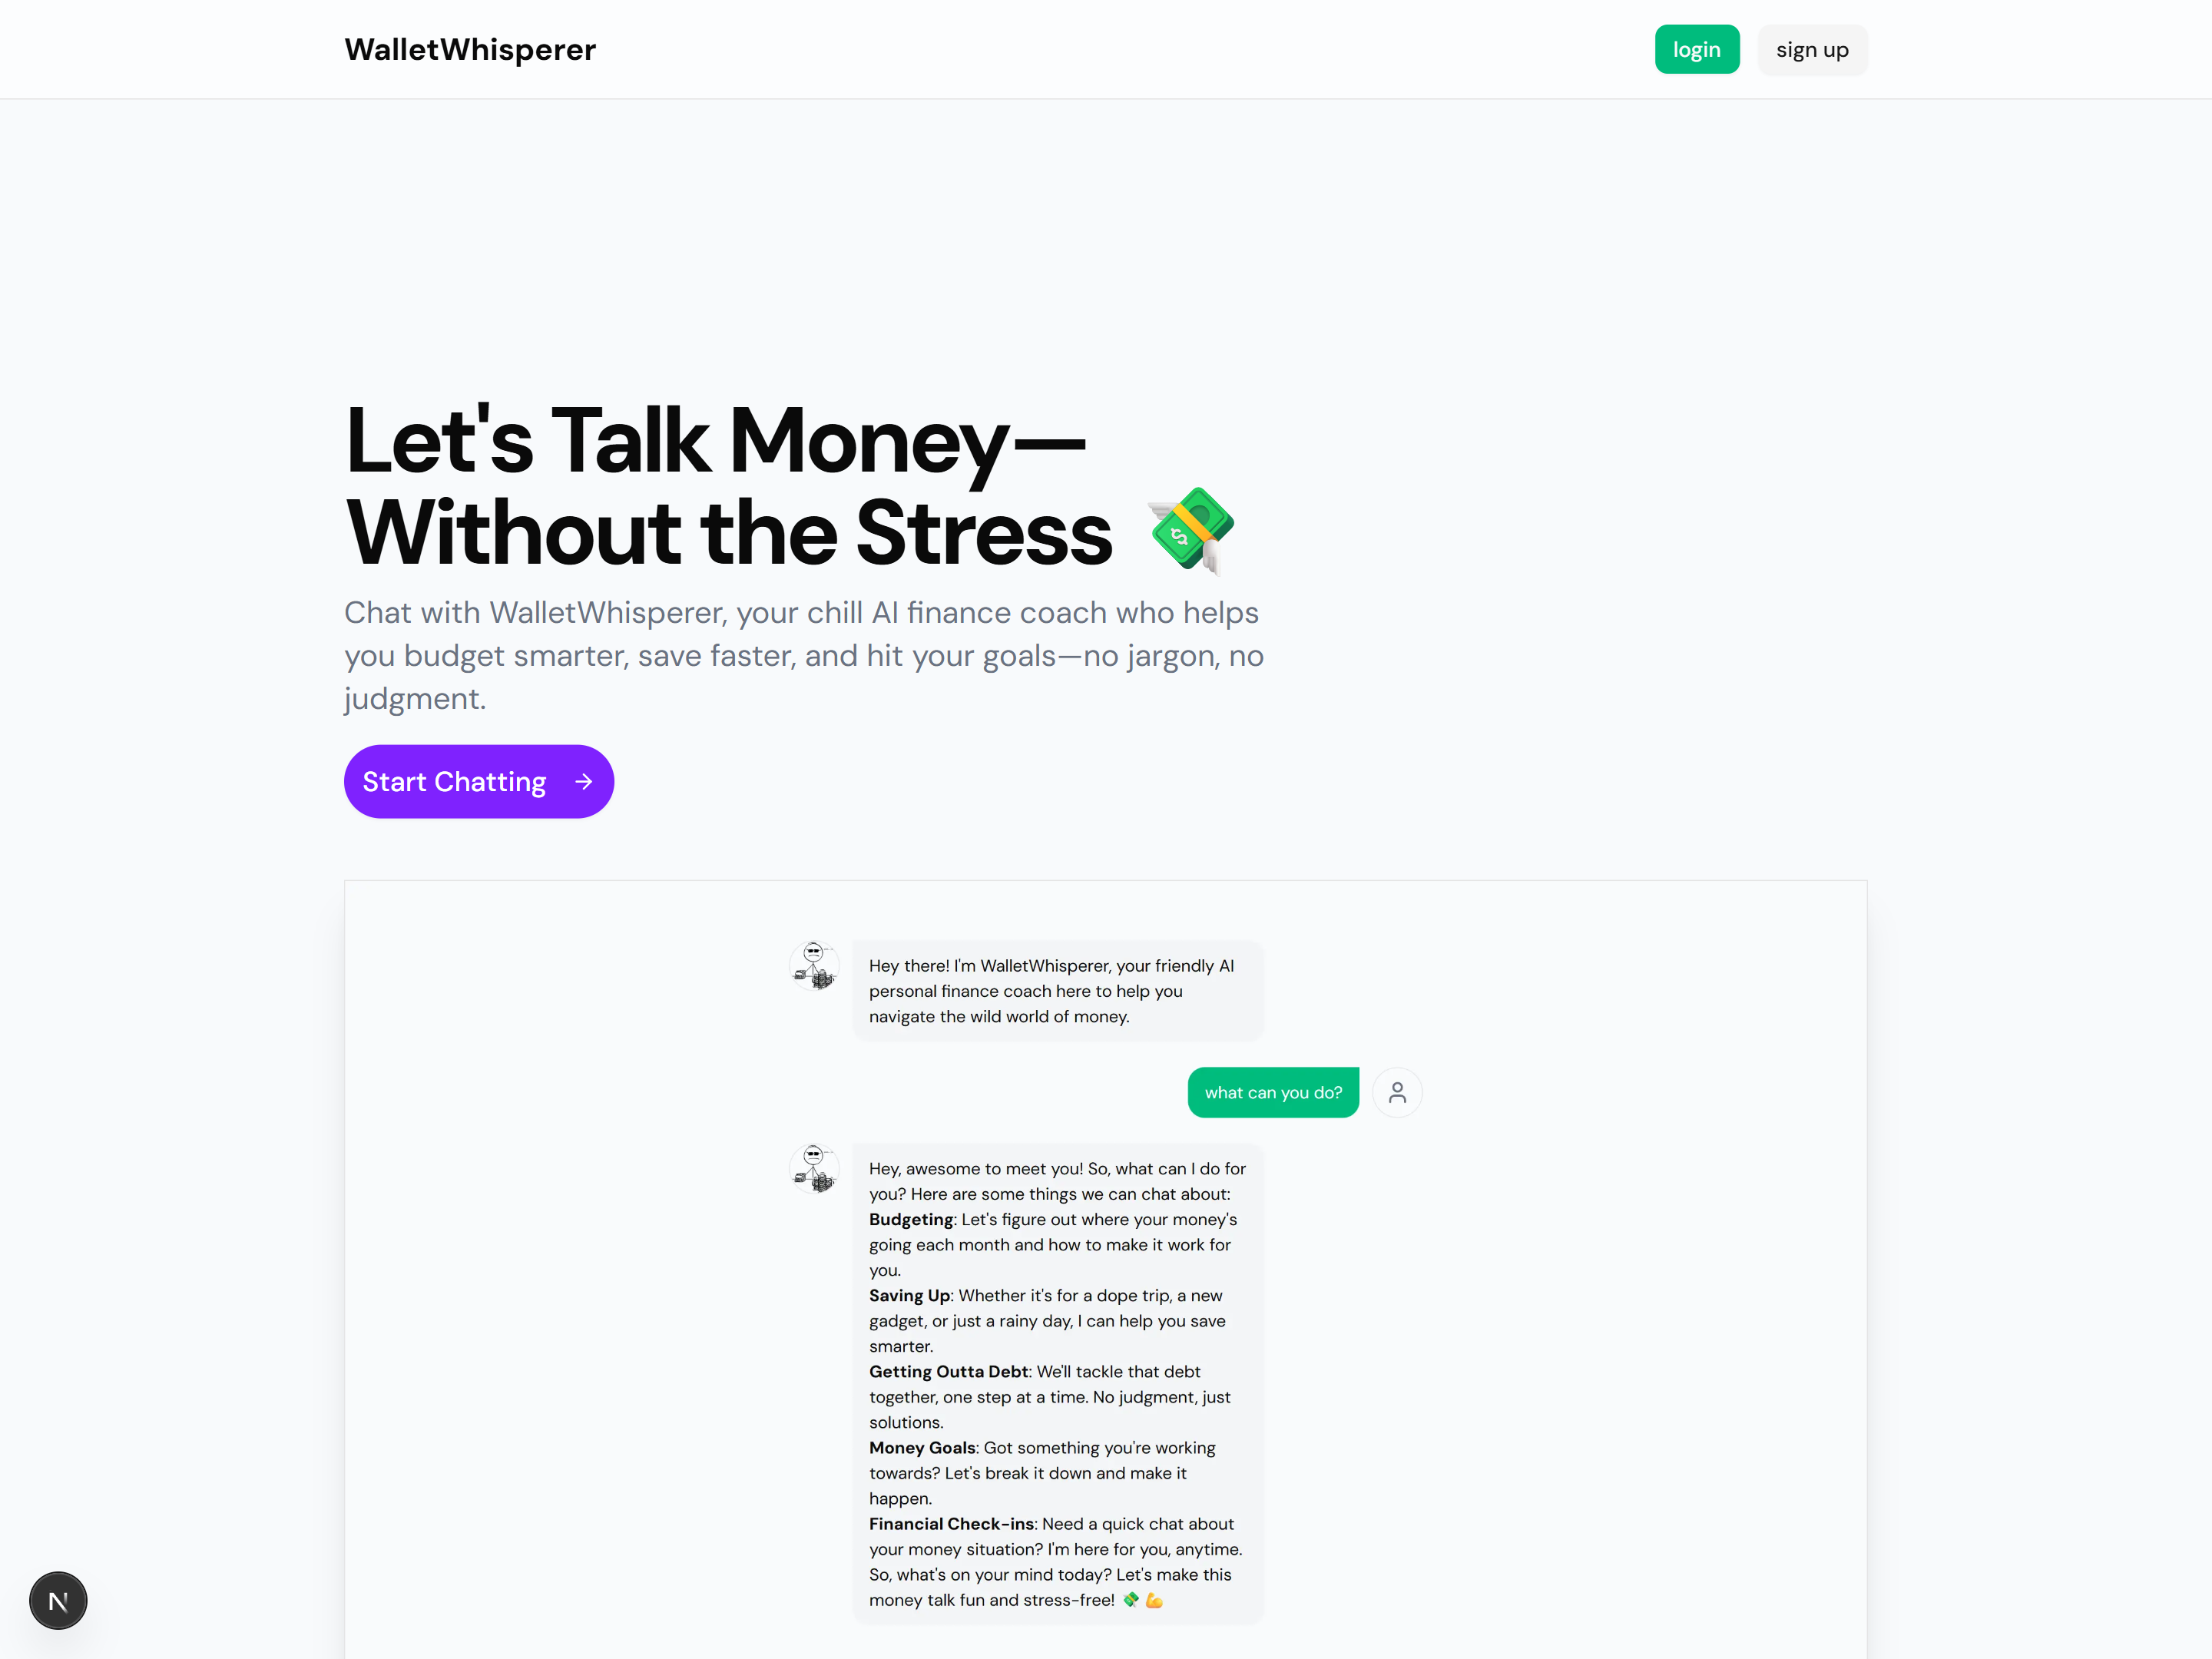 WalletWhisperer
login
sign up
Let's Talk Money—
Without the Stress 💸
Chat with WalletWhisperer, your chill AI finance coach who helps
you budget smarter, save faster, and hit your goals—no jargon, no
judgment.
Start Chatting →
Hey there! I'm WalletWhisperer, your friendly AI
personal finance coach here to help you
navigate the wild world of money.
what can you do?
Hey, awesome to meet you! So, what can I do for
you? Here are some things we can chat about:
Budgeting: Let's figure out where your money's
going each month and how to make it work for
you.
Saving Up: Whether it's for a dope trip, a new
gadget, or just a rainy day, I can help you save
smarter.
Getting Outta Debt: We'll tackle that debt
together, one step at a time. No judgment, just
solutions.
Money Goals: Got something you're working
towards? Let's break it down and make it
happen.
Financial Check-ins: Need a quick chat about
your money situation? I'm here for you, anytime.
So, what's on your mind today? Let's make this
money talk fun and stress-free! 💸 💪
N